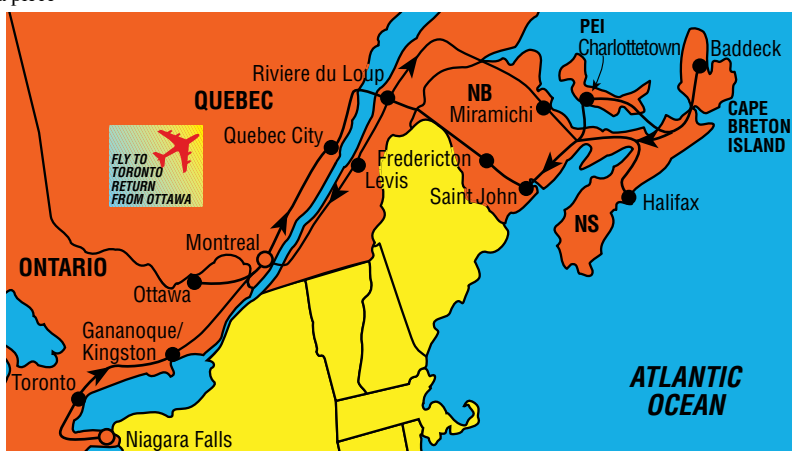 PEI
Charlottetown
Baddeck
Riviere du Loup
QUEBEC
NB
Miramichi
CAPE
BRETON
ISLAND
Quebec City
FLY TO
TORONTO
RETURN
FROM OTTAWA
Fredericton
Levis
Saint John
Halifax
NS
Montreal
ONTARIO
Ottawa
Gananoque/
Kingston
Toronto
ATLANTIC
OCEAN
Niagara Falls